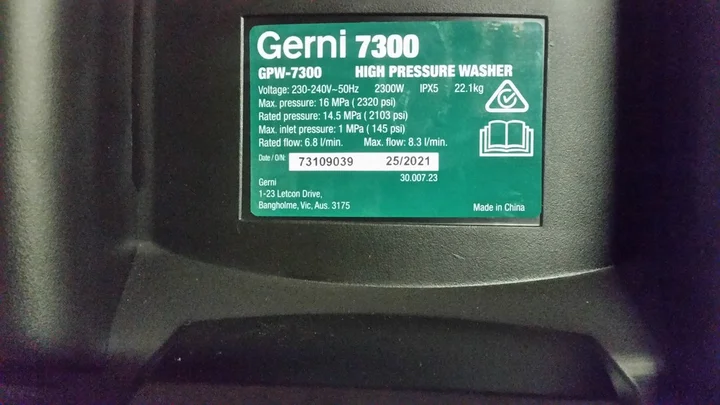 Gerni 7300
GPW-7300 HIGH PRESSURE WASHER
Voltage: 230-240V~50Hz 2300W IPX5 22.1kg
Max. pressure: 16 MPa ( 2320 psi)
Rated pressure: 14.5 MPa ( 2103 psi)
Max. inlet pressure: 1 MPa ( 145 psi)
Rated flow: 6.8 l/min. Max. flow: 8.3 l/min.
Date / D/N: 73109039 25/2021
30.007.23
Gerni
1-23 Letcon Drive,
Bangholme, Vic, Aus. 3175
Made in China